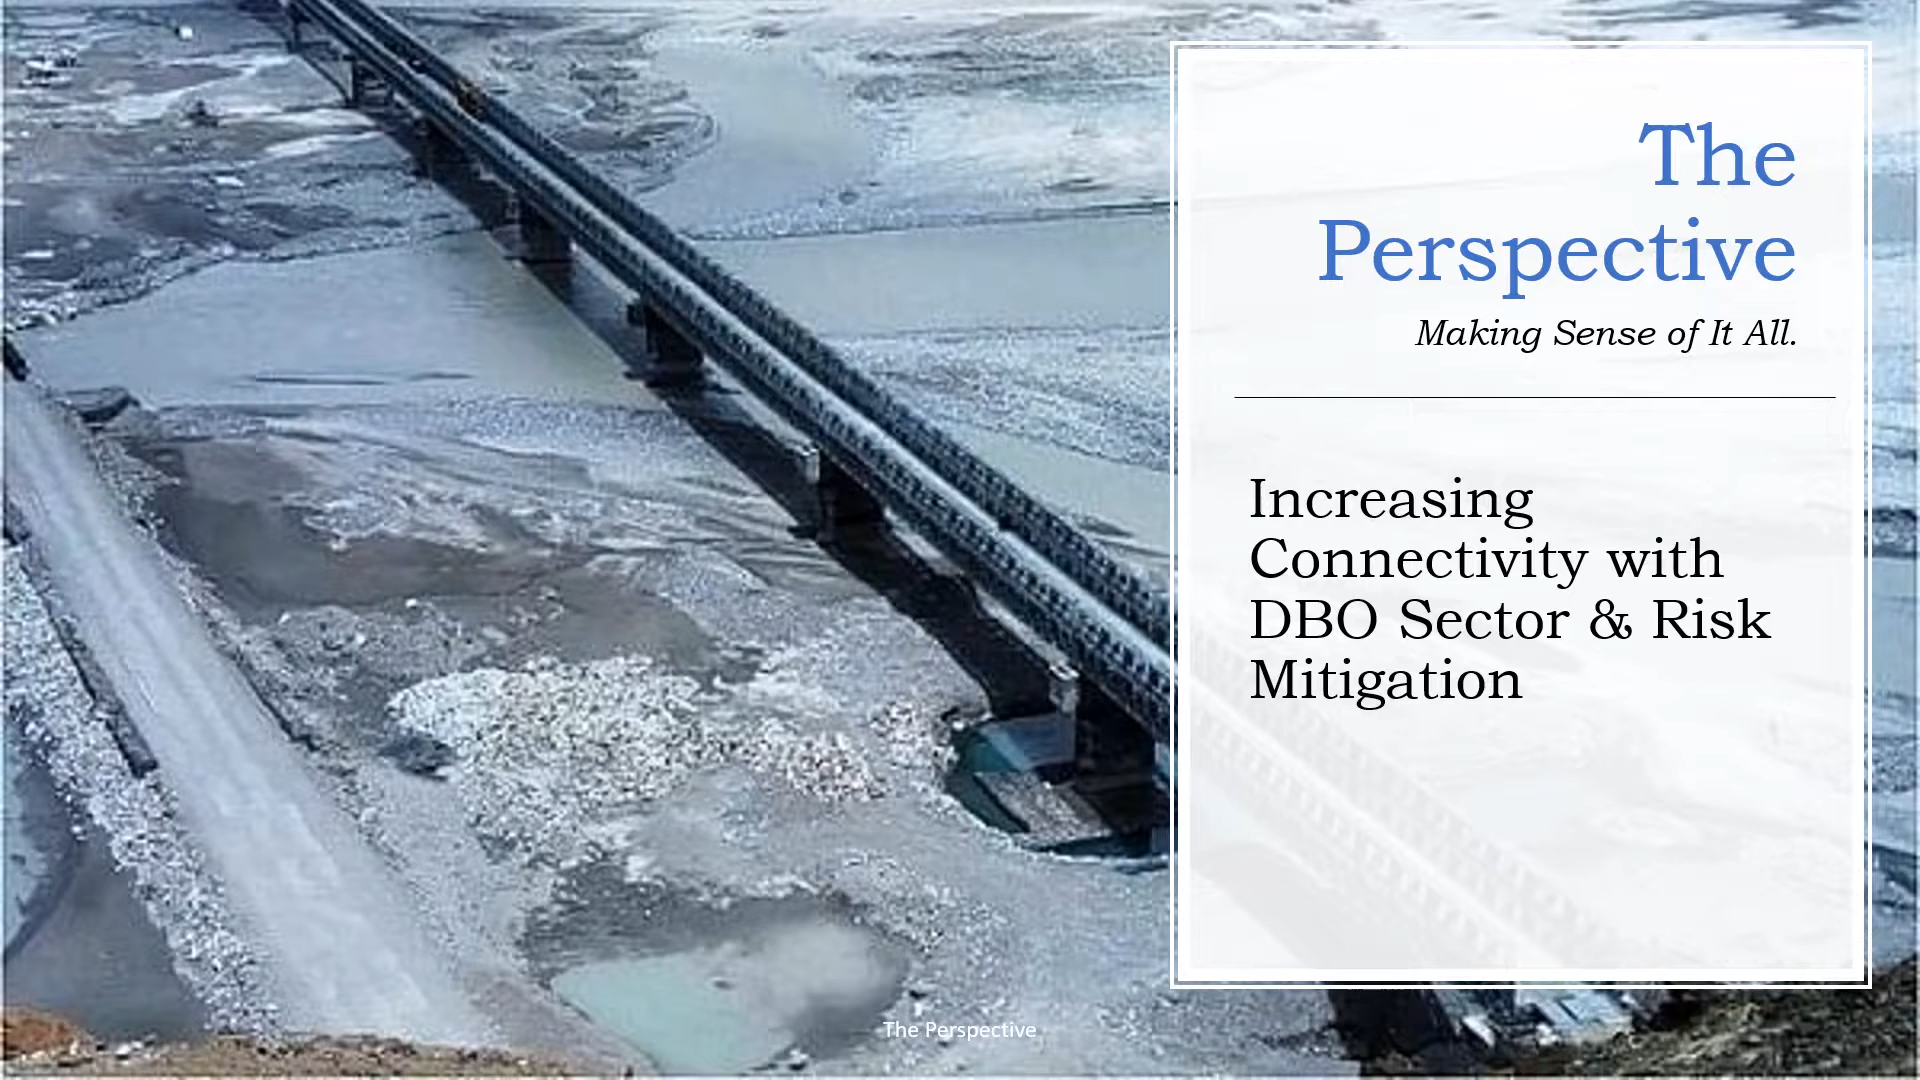 The
Perspective
Making Sense of It All.
Increasing
Connectivity with
DBO Sector & Risk
Mitigation
The Perspective